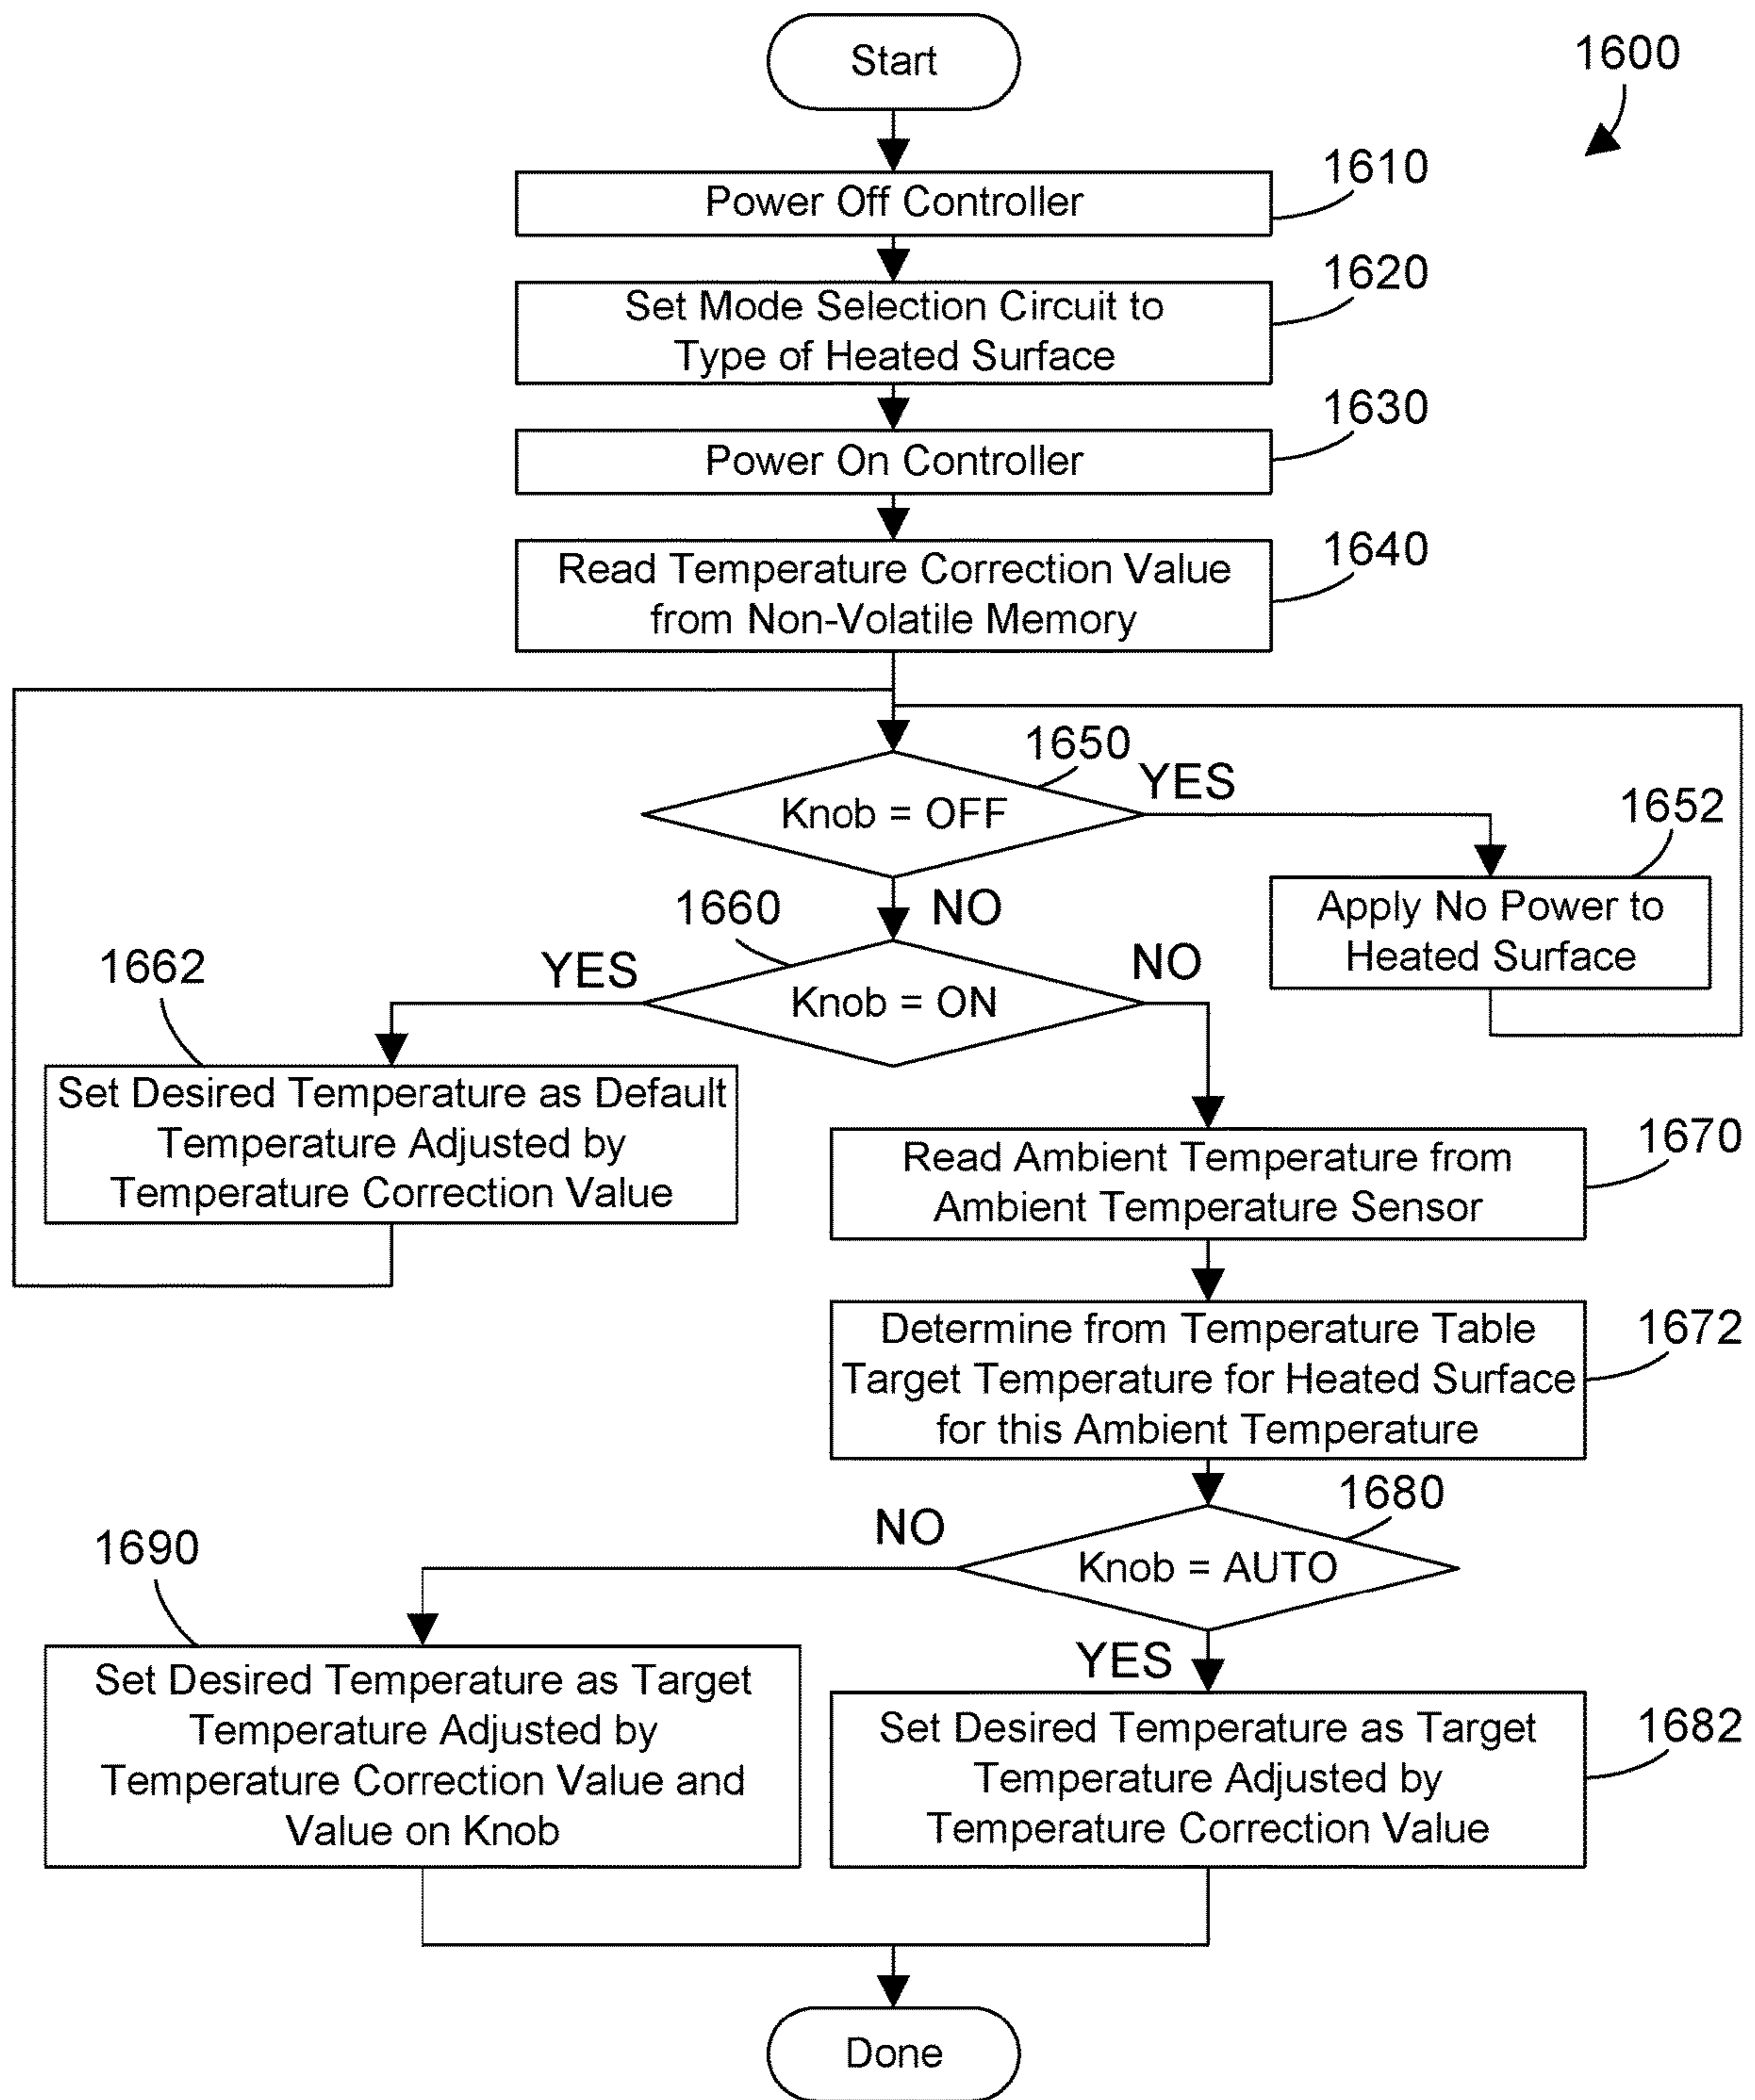 Start
1600
1610
Power Off Controller
1620
Set Mode Selection Circuit to
Type of Heated Surface
1630
Power On Controller
1640
Read Temperature Correction Value
from Non-Volatile Memory
1650
Knob = OFF
YES
1652
Apply No Power to
Heated Surface
NO
1660
Knob = ON
YES
NO
1662
Set Desired Temperature as Default
Temperature Adjusted by
Temperature Correction Value
1670
Read Ambient Temperature from
Ambient Temperature Sensor
1672
Determine from Temperature Table
Target Temperature for Heated Surface
for this Ambient Temperature
1680
Knob = AUTO
NO
YES
1690
Set Desired Temperature as Target
Temperature Adjusted by
Temperature Correction Value and
Value on Knob
1682
Set Desired Temperature as Target
Temperature Adjusted by
Temperature Correction Value
Done